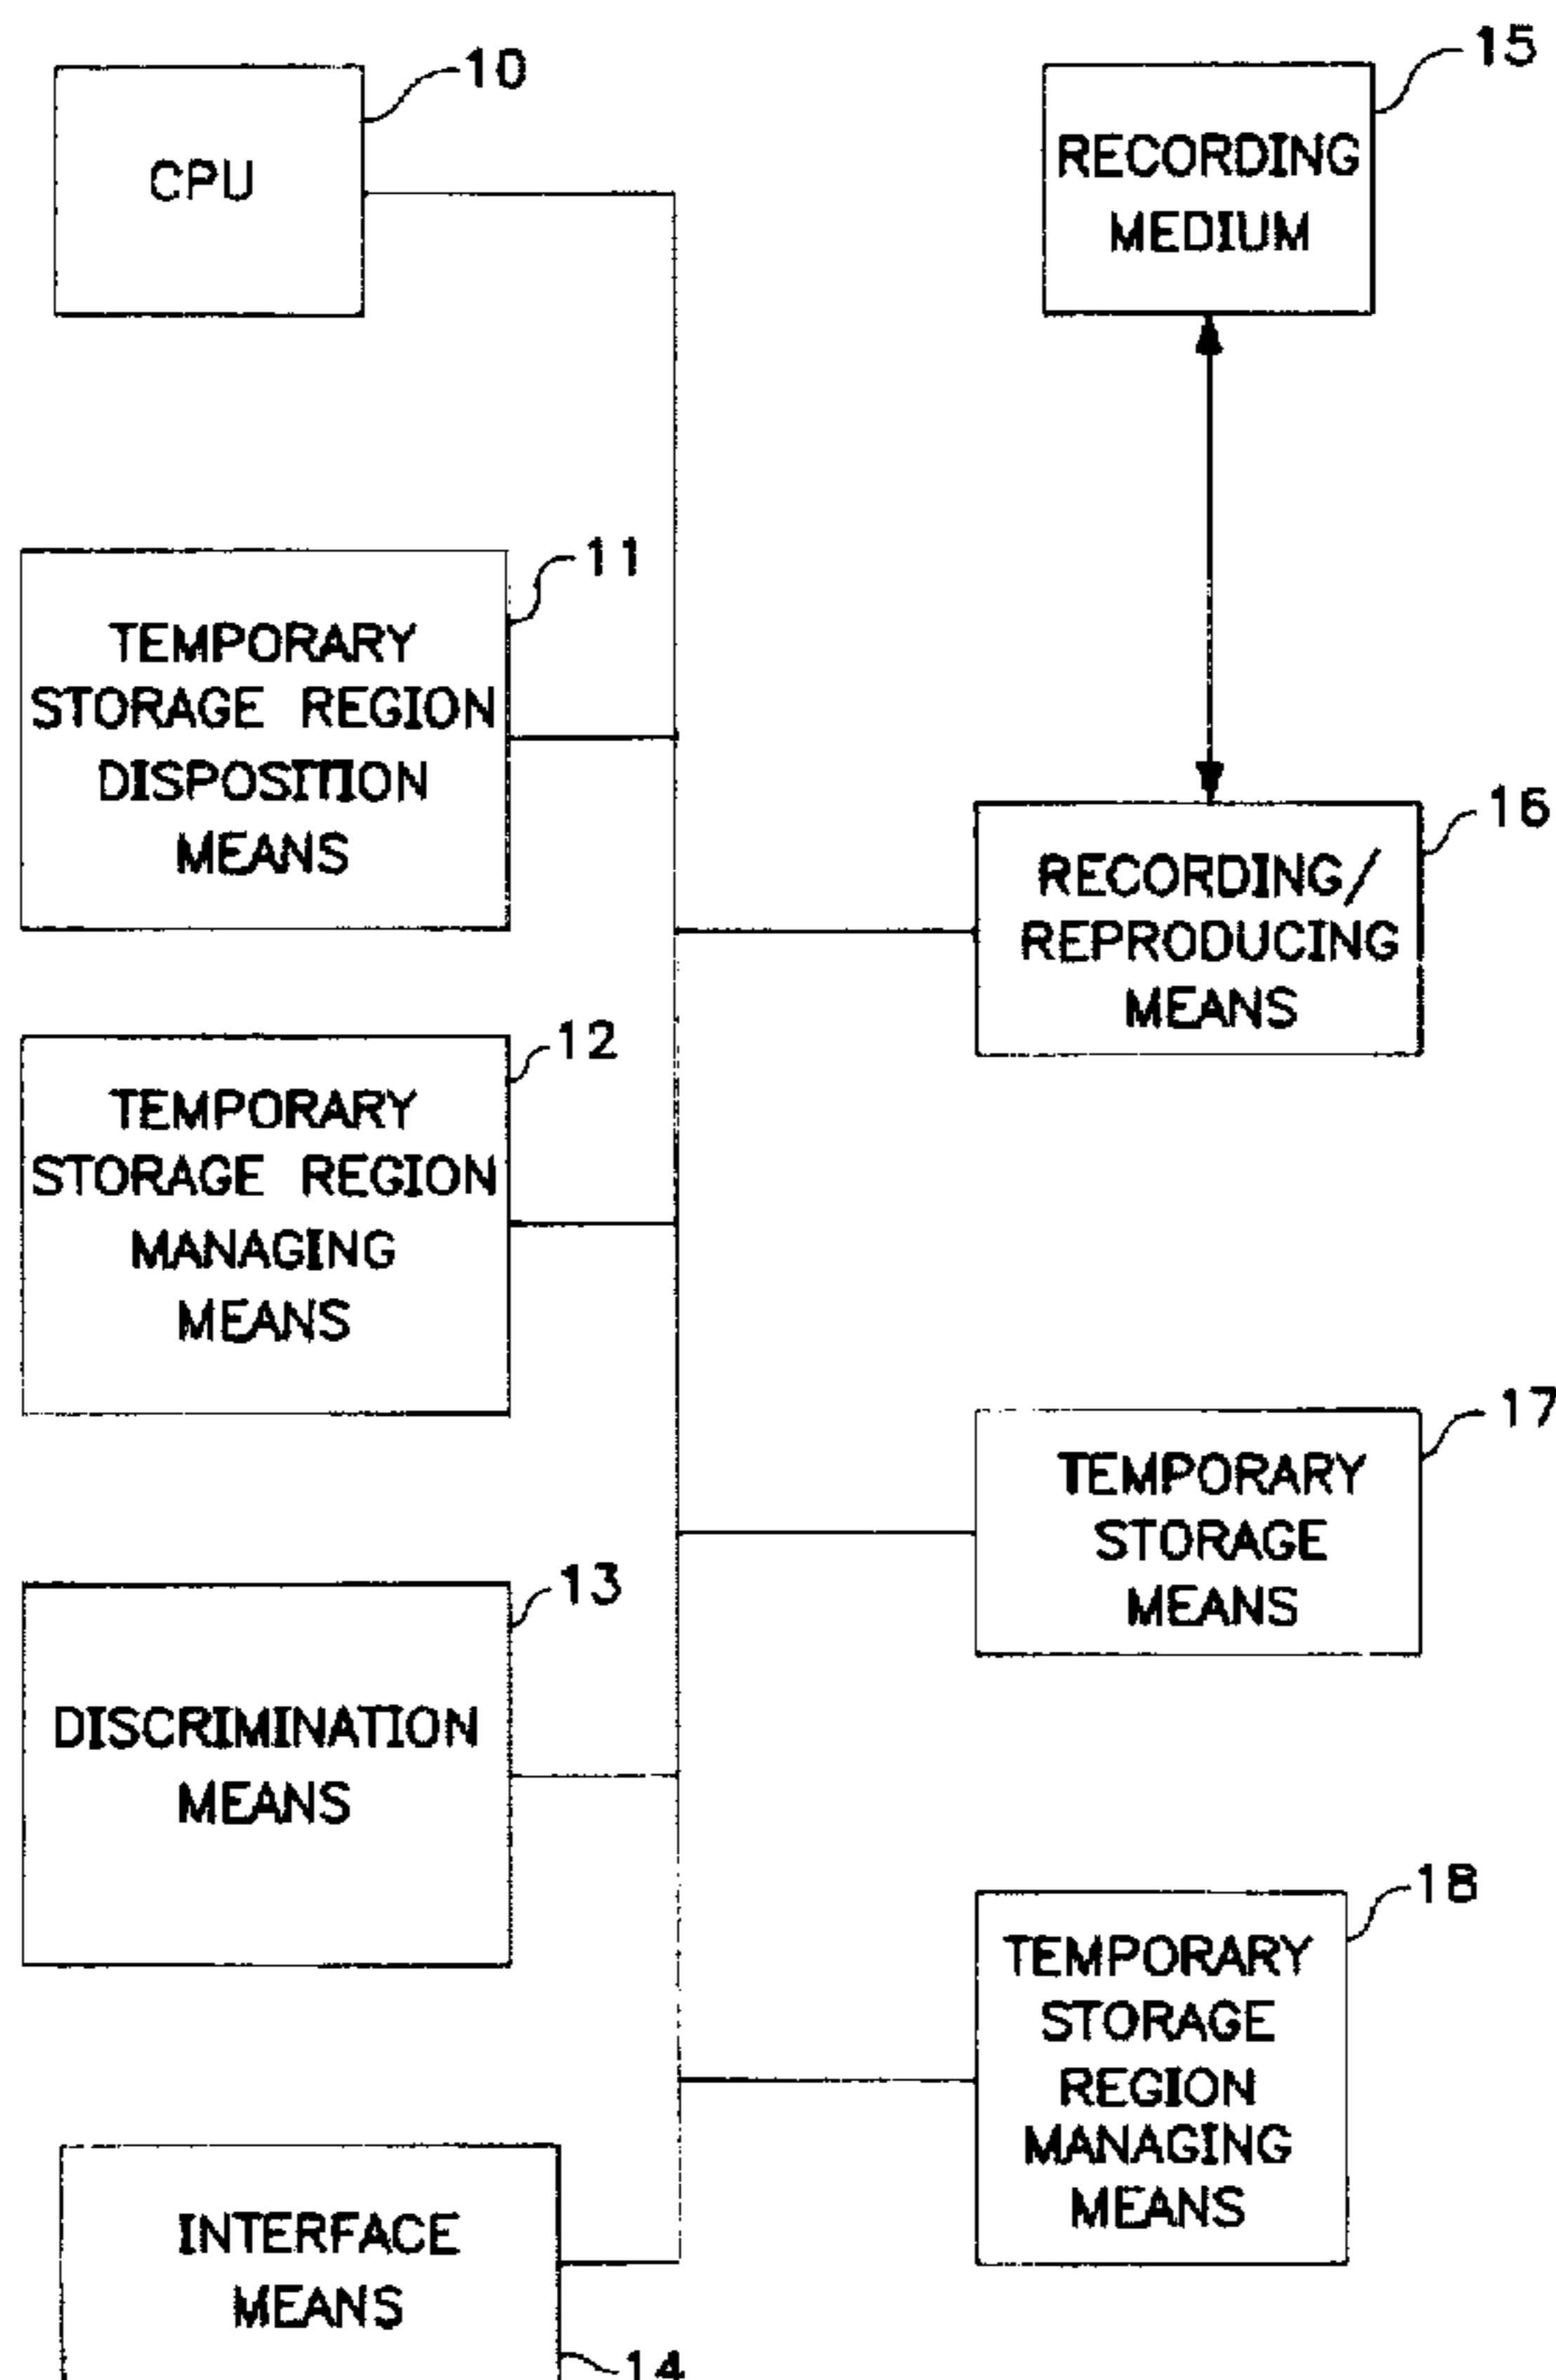 10
CPU
15
RECORDING
MEDIUM
11
TEMPORARY
STORAGE REGION
DISPOSITION
MEANS
16
RECORDING/
REPRODUCING
MEANS
12
TEMPORARY
STORAGE REGION
MANAGING
MEANS
17
TEMPORARY
STORAGE
MEANS
13
DISCRIMINATION
MEANS
18
TEMPORARY
STORAGE
REGION
MANAGING
MEANS
INTERFACE
MEANS
14